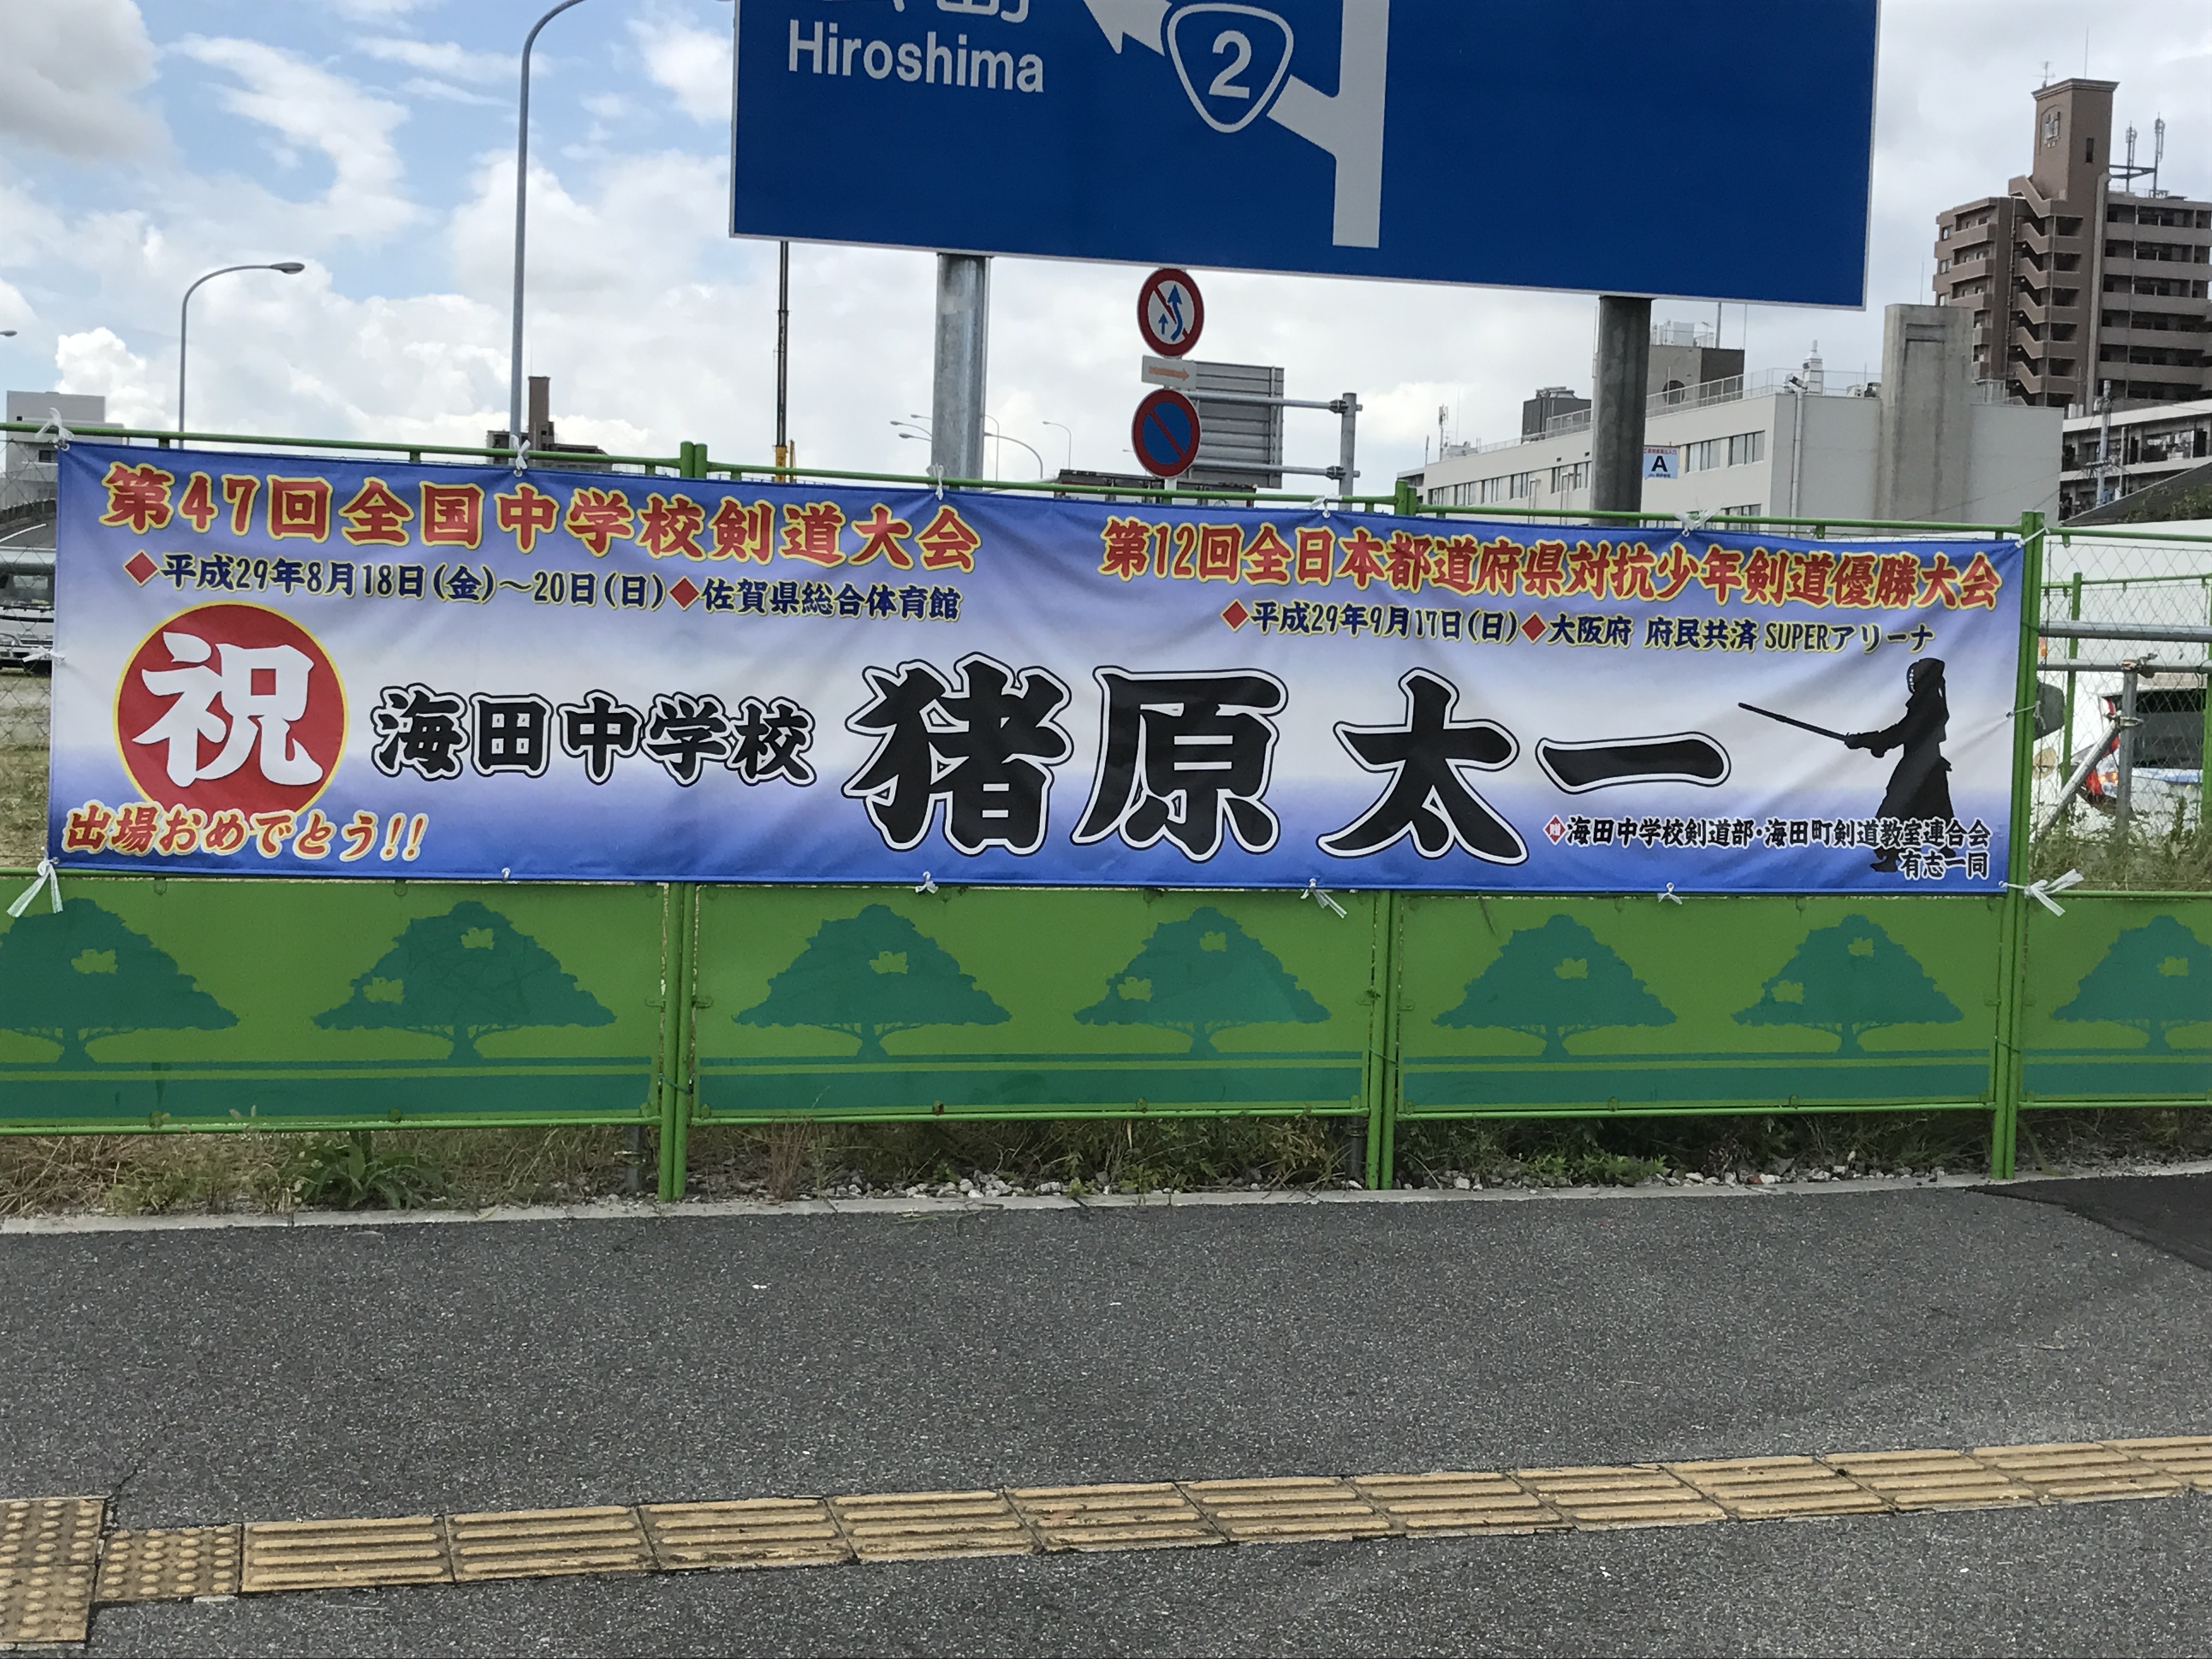 Hiroshima
2
A
第47回全国中学校剣道大会
◆平成29年8月18日(金)～20日(日)◆佐賀県総合体育館
第12回全日本都道府県対抗少年剣道優勝大会
◆平成29年9月17日(日)◆大阪府 府民共済 SUPERアリーナ
祝
海田中学校 猪原 太一
出場おめでとう!!
贈 海田中学校剣道部・海田町剣道教室連合会
有志一同